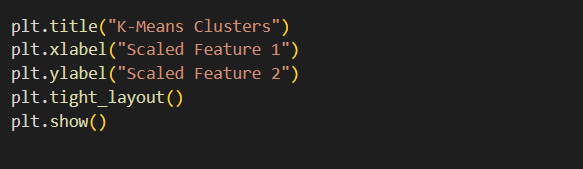 plt.title("K-Means Clusters")
plt.xlabel("Scaled Feature 1")
plt.ylabel("Scaled Feature 2")
plt.tight_layout()
plt.show()